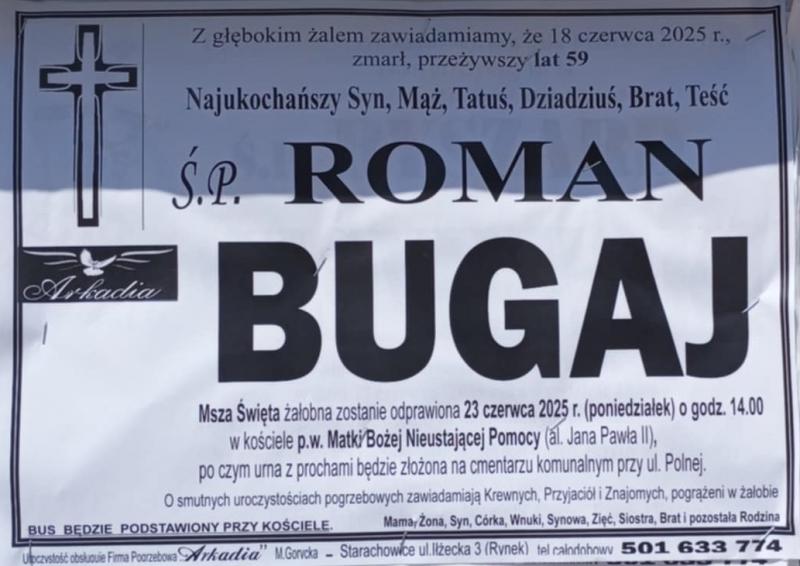 Z głębokim żalem zawiadamiamy, że 18 czerwca 2025 r.,
zmarł, przeżywszy lat 59
Najukochańszy Syn, Mąż, Tatuś, Dziadziuś, Brat, Teść
Ś.P. ROMAN
BUGAJ
Arkadia
Msza Święta żałobna zostanie odprawiona 23 czerwca 2025 r. (poniedziałek) o godz. 14.00
w kościele p.w. Matki Bożej Nieustającej Pomocy (al. Jana Pawła II),
po czym urna z prochami będzie złożona na cmentarzu komunalnym przy ul. Polnej.
O smutnych uroczystościach pogrzebowych zawiadamiają Krewnych, Przyjaciół i Znajomych, pogrążeni w żałobie
Mama, Żona, Syn, Córka, Wnuki, Synowa, Zięć, Siostra, Brat i pozostała Rodzina
BUS BĘDZIE PODSTAWIONY PRZY KOŚCIELE.
Uroczystość obsługuje Firma Pogrzebowa "Arkadia" M.Gorycka - Starachowice ul.Iłżecka 3 (Rynek) tel.całodobowy 501 633 774